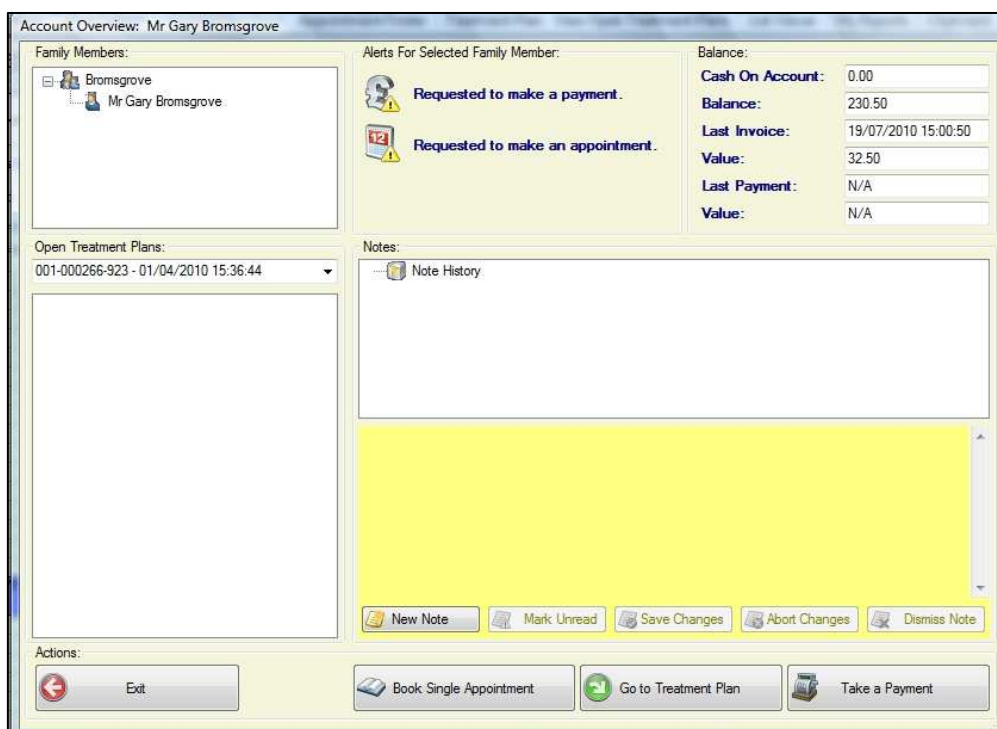 Account Overview: Mr Gary Bromsgrove
Family Members:
Bromsgrove
Mr Gary Bromsgrove
Alerts For Selected Family Member:
Requested to make a payment.
12
Requested to make an appointment.
Balance:
Cash On Account: 0.00
Balance: 230.50
Last Invoice: 19/07/2010 15:00:50
Value: 32.50
Last Payment: N/A
Value: N/A
Open Treatment Plans:
001-000266-923 - 01/04/2010 15:36:44
Notes:
Note History
New Note Mark Unread Save Changes Abort Changes Dismiss Note
Actions:
Exit Book Single Appointment Go to Treatment Plan Take a Payment